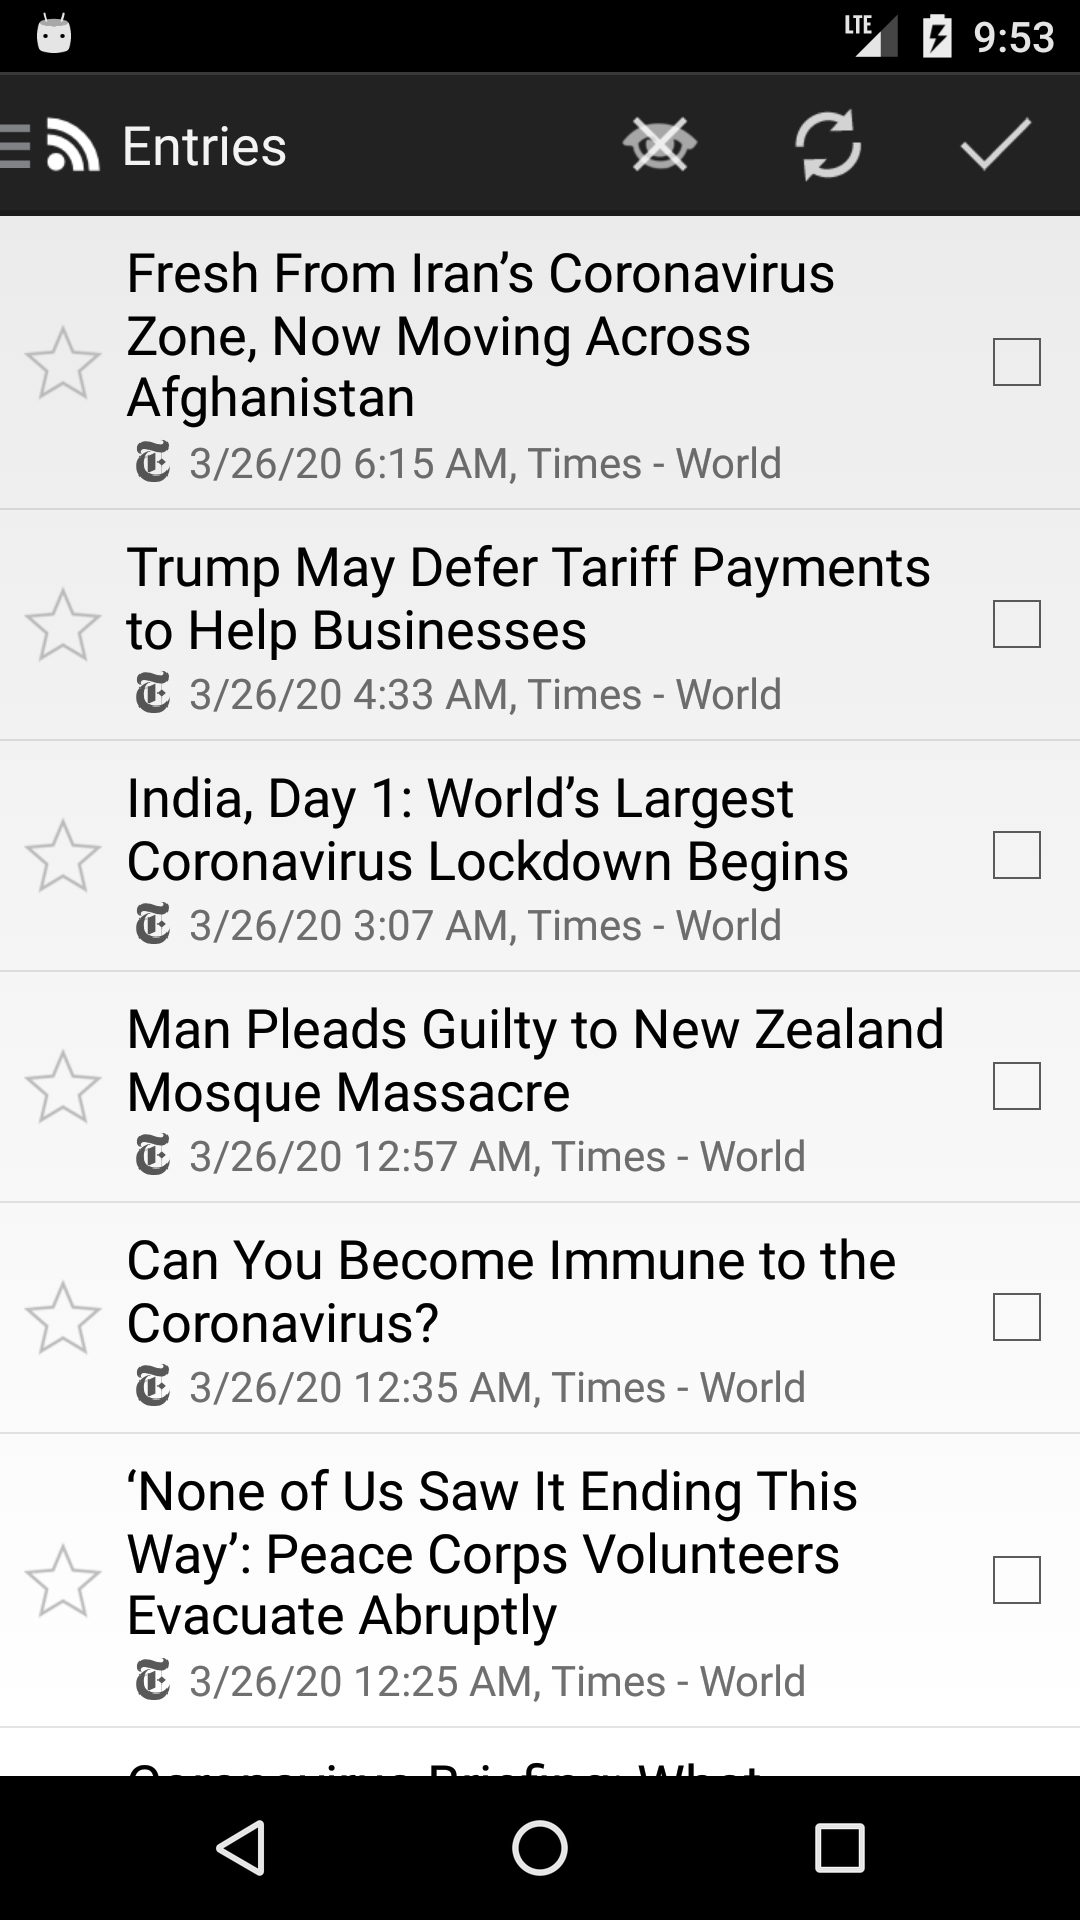 LTE 9:53
Entries
Fresh From Iran’s Coronavirus
Zone, Now Moving Across
Afghanistan
3/26/20 6:15 AM, Times - World
Trump May Defer Tariff Payments
to Help Businesses
3/26/20 4:33 AM, Times - World
India, Day 1: World’s Largest
Coronavirus Lockdown Begins
3/26/20 3:07 AM, Times - World
Man Pleads Guilty to New Zealand
Mosque Massacre
3/26/20 12:57 AM, Times - World
Can You Become Immune to the
Coronavirus?
3/26/20 12:35 AM, Times - World
‘None of Us Saw It Ending This
Way’: Peace Corps Volunteers
Evacuate Abruptly
3/26/20 12:25 AM, Times - World
Coronavirus Briefing: What